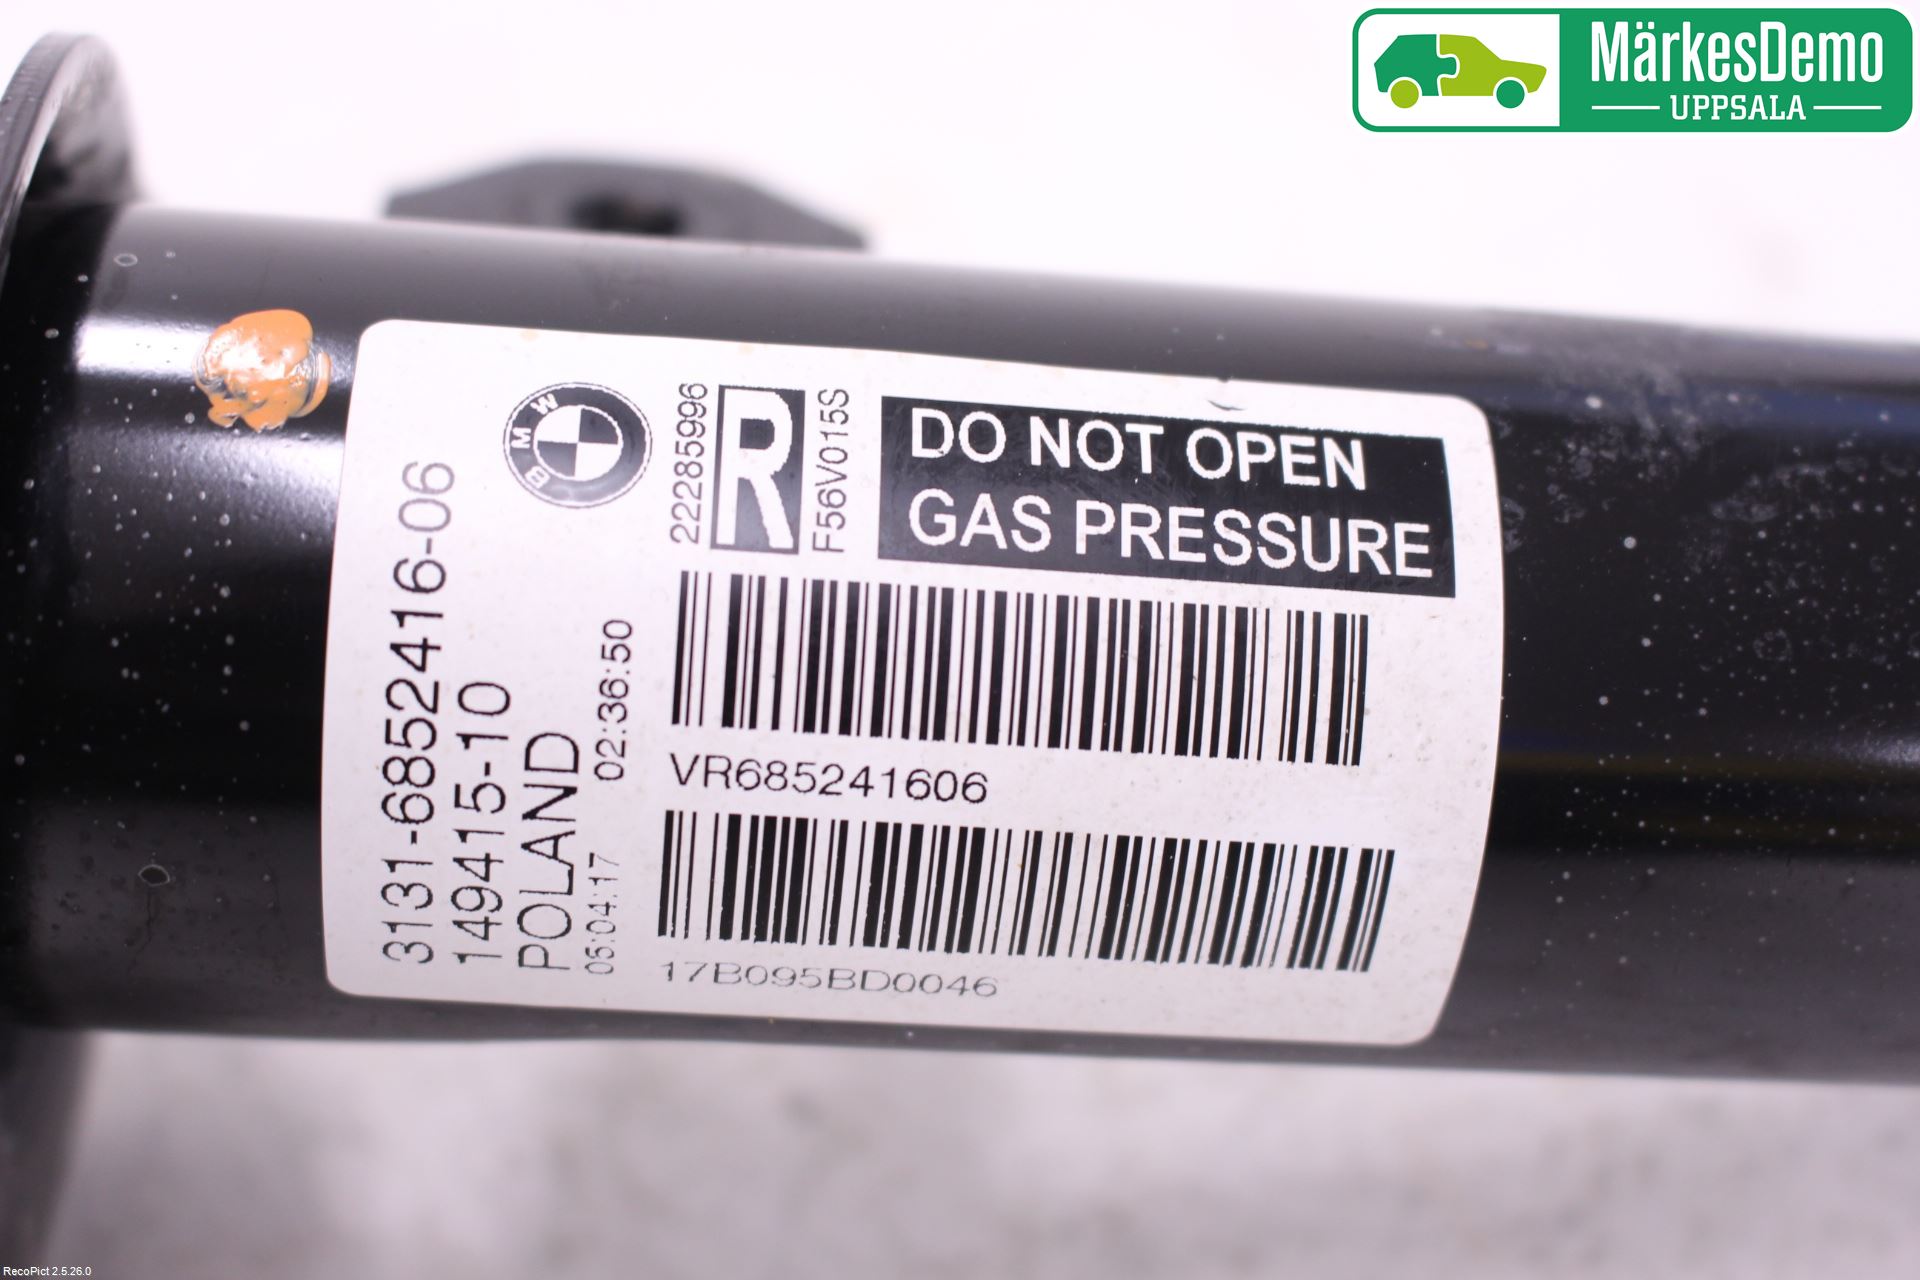 MärkesDemo
UPPSALA
BMW
22285996
R
F56V015S
DO NOT OPEN
GAS PRESSURE
3131-6852416-06
149415-10
POLAND
05:04:17 02:36:50
VR685241606
17B095BD0046
RecoPict 2.5.26.0